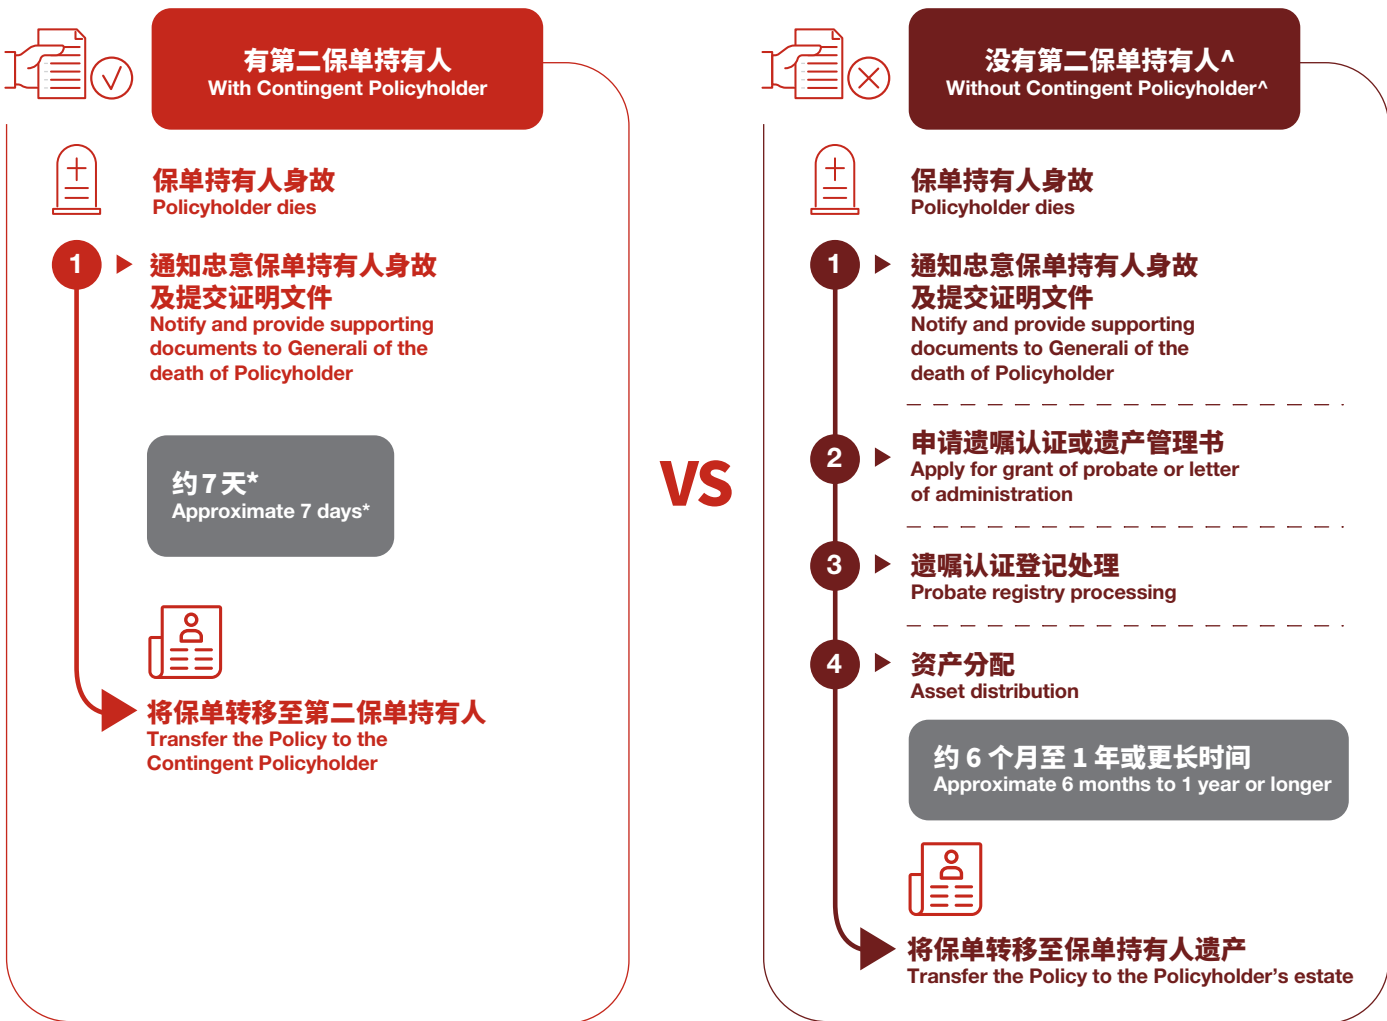 有第二保单持有人
With Contingent Policyholder
保单持有人身故
Policyholder dies
1
通知忠意保单持有人身故
及提交证明文件
Notify and provide supporting
documents to Generali of the
death of Policyholder
约 7 天*
Approximate 7 days*
将保单转移至第二保单持有人
Transfer the Policy to the
Contingent Policyholder
VS
没有第二保单持有人^
Without Contingent Policyholder^
保单持有人身故
Policyholder dies
1
通知忠意保单持有人身故
及提交证明文件
Notify and provide supporting
documents to Generali of the
death of Policyholder
2
申请遗嘱认证或遗产管理书
Apply for grant of probate or letter
of administration
3
遗嘱认证登记处理
Probate registry processing
4
资产分配
Asset distribution
约 6 个月至 1 年或更长时间
Approximate 6 months to 1 year or longer
将保单转移至保单持有人遗产
Transfer the Policy to the Policyholder’s estate